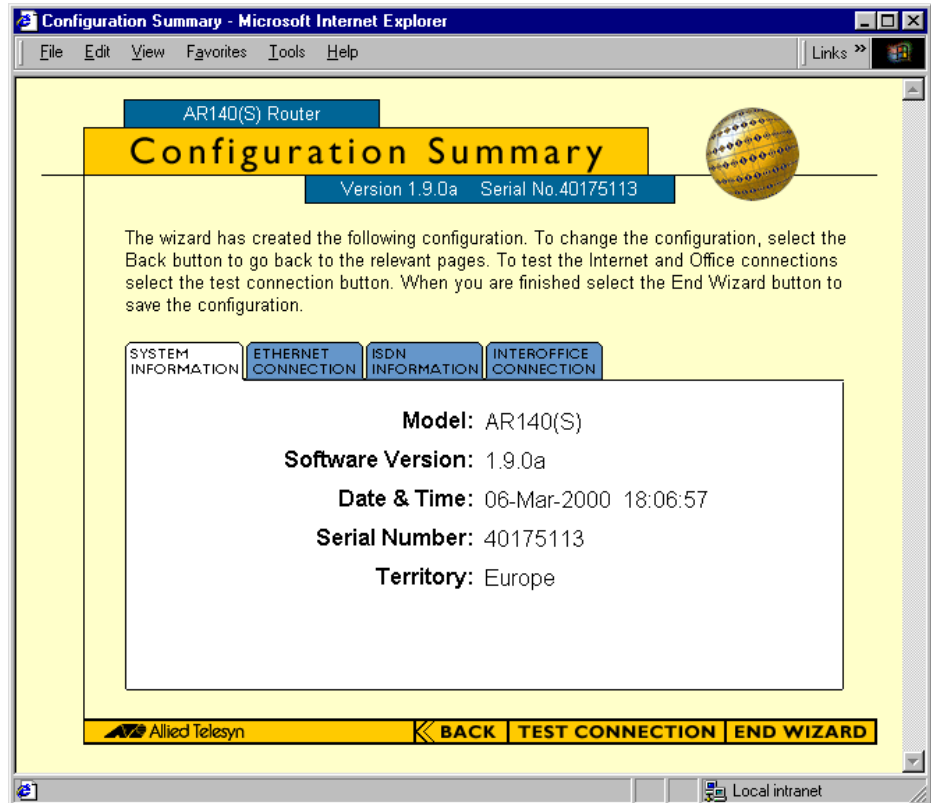 Configuration Summary - Microsoft Internet Explorer
File Edit View Favorites Tools Help
Links »
AR140(S) Router
Configuration Summary
Version 1.9.0a Serial No.40175113
The wizard has created the following configuration. To change the configuration, select the
Back button to go back to the relevant pages. To test the Internet and Office connections
select the test connection button. When you are finished select the End Wizard button to
save the configuration.
SYSTEM INFORMATION
ETHERNET CONNECTION
ISDN INFORMATION
INTEROFFICE CONNECTION
Model: AR140(S)
Software Version: 1.9.0a
Date & Time: 06-Mar-2000 18:06:57
Serial Number: 40175113
Territory: Europe
Allied Telesyn
BACK
TEST CONNECTION
END WIZARD
Local intranet